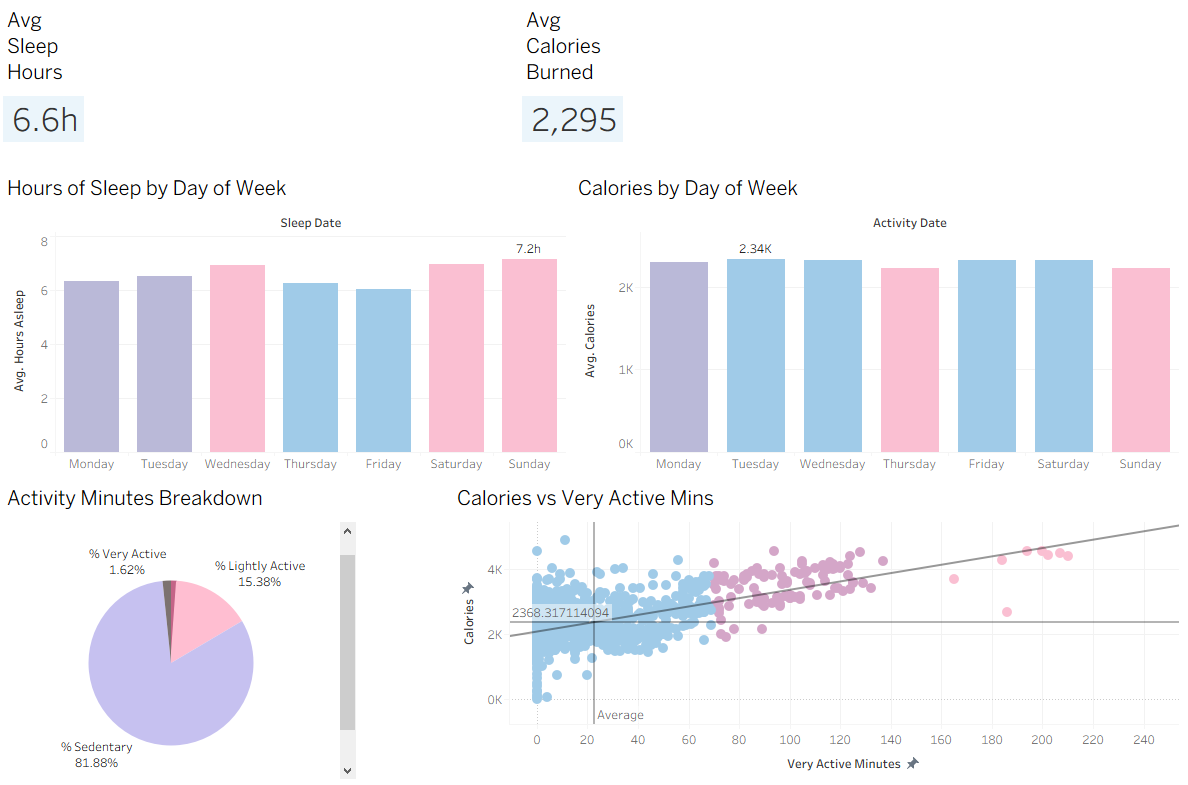 Avg
Sleep
Hours
6.6h
Avg
Calories
Burned
2,295
Hours of Sleep by Day of Week
Sleep Date
Avg. Hours Asleep
8
6
4
2
0
7.2h
Monday
Tuesday
Wednesday
Thursday
Friday
Saturday
Sunday
Calories by Day of Week
Activity Date
Avg. Calories
2K
1K
0K
2.34K
Monday
Tuesday
Wednesday
Thursday
Friday
Saturday
Sunday
Activity Minutes Breakdown
% Very Active
1.62%
% Lightly Active
15.38%
% Sedentary
81.88%
Calories vs Very Active Mins
Calories
4K
2K
0K
2368.317114094
Average
0
20
40
60
80
100
120
140
160
180
200
220
240
Very Active Minutes